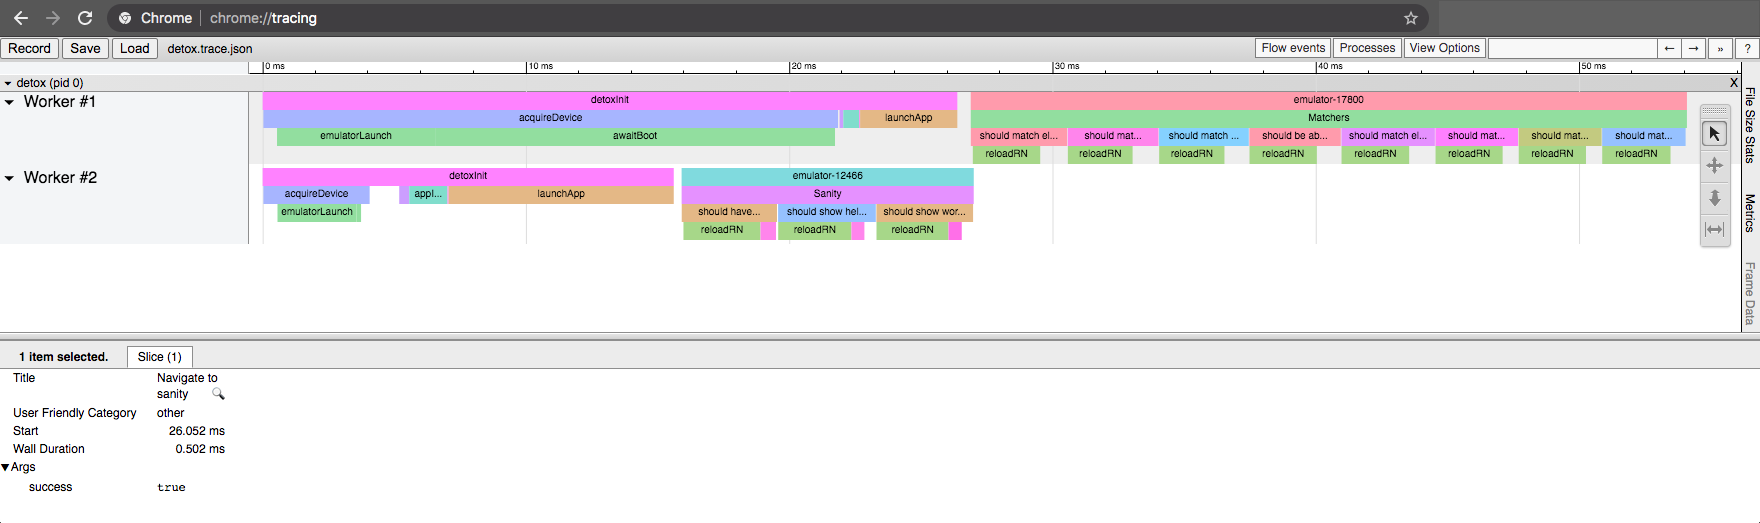 Chrome | chrome://tracing
Record Save Load detox.trace.json Flow events Processes View Options ← → » ?
0 ms 10 ms 20 ms 30 ms 40 ms 50 ms
detox (pid 0) X
Worker #1 detoxInit emulator-17800
acquireDevice launchApp Matchers
emulatorLaunch awaitBoot should match el... should mat... should match ... should be ab... should match el... should mat... should mat... should mat...
reloadRN reloadRN reloadRN reloadRN reloadRN reloadRN reloadRN reloadRN
Worker #2 detoxInit emulator-12466
acquireDevice appl... launchApp Sanity
emulatorLaunch should have... should show hel... should show wor...
reloadRN reloadRN reloadRN
File Size Stats
Metrics
Frame Data
1 item selected. Slice (1)
Title Navigate to
sanity
User Friendly Category other
Start 26.052 ms
Wall Duration 0.502 ms
Args
success true